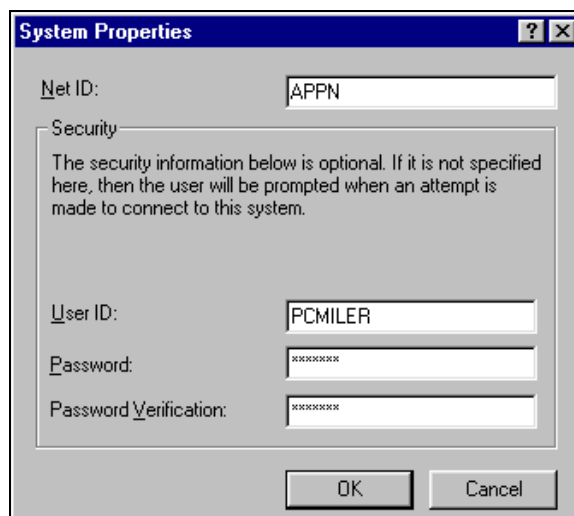 System Properties
Net ID: APPN
Security
The security information below is optional. If it is not specified
here, then the user will be prompted when an attempt is
made to connect to this system.
User ID: PCMILER
Password: *******
Password Verification: *******
OK Cancel